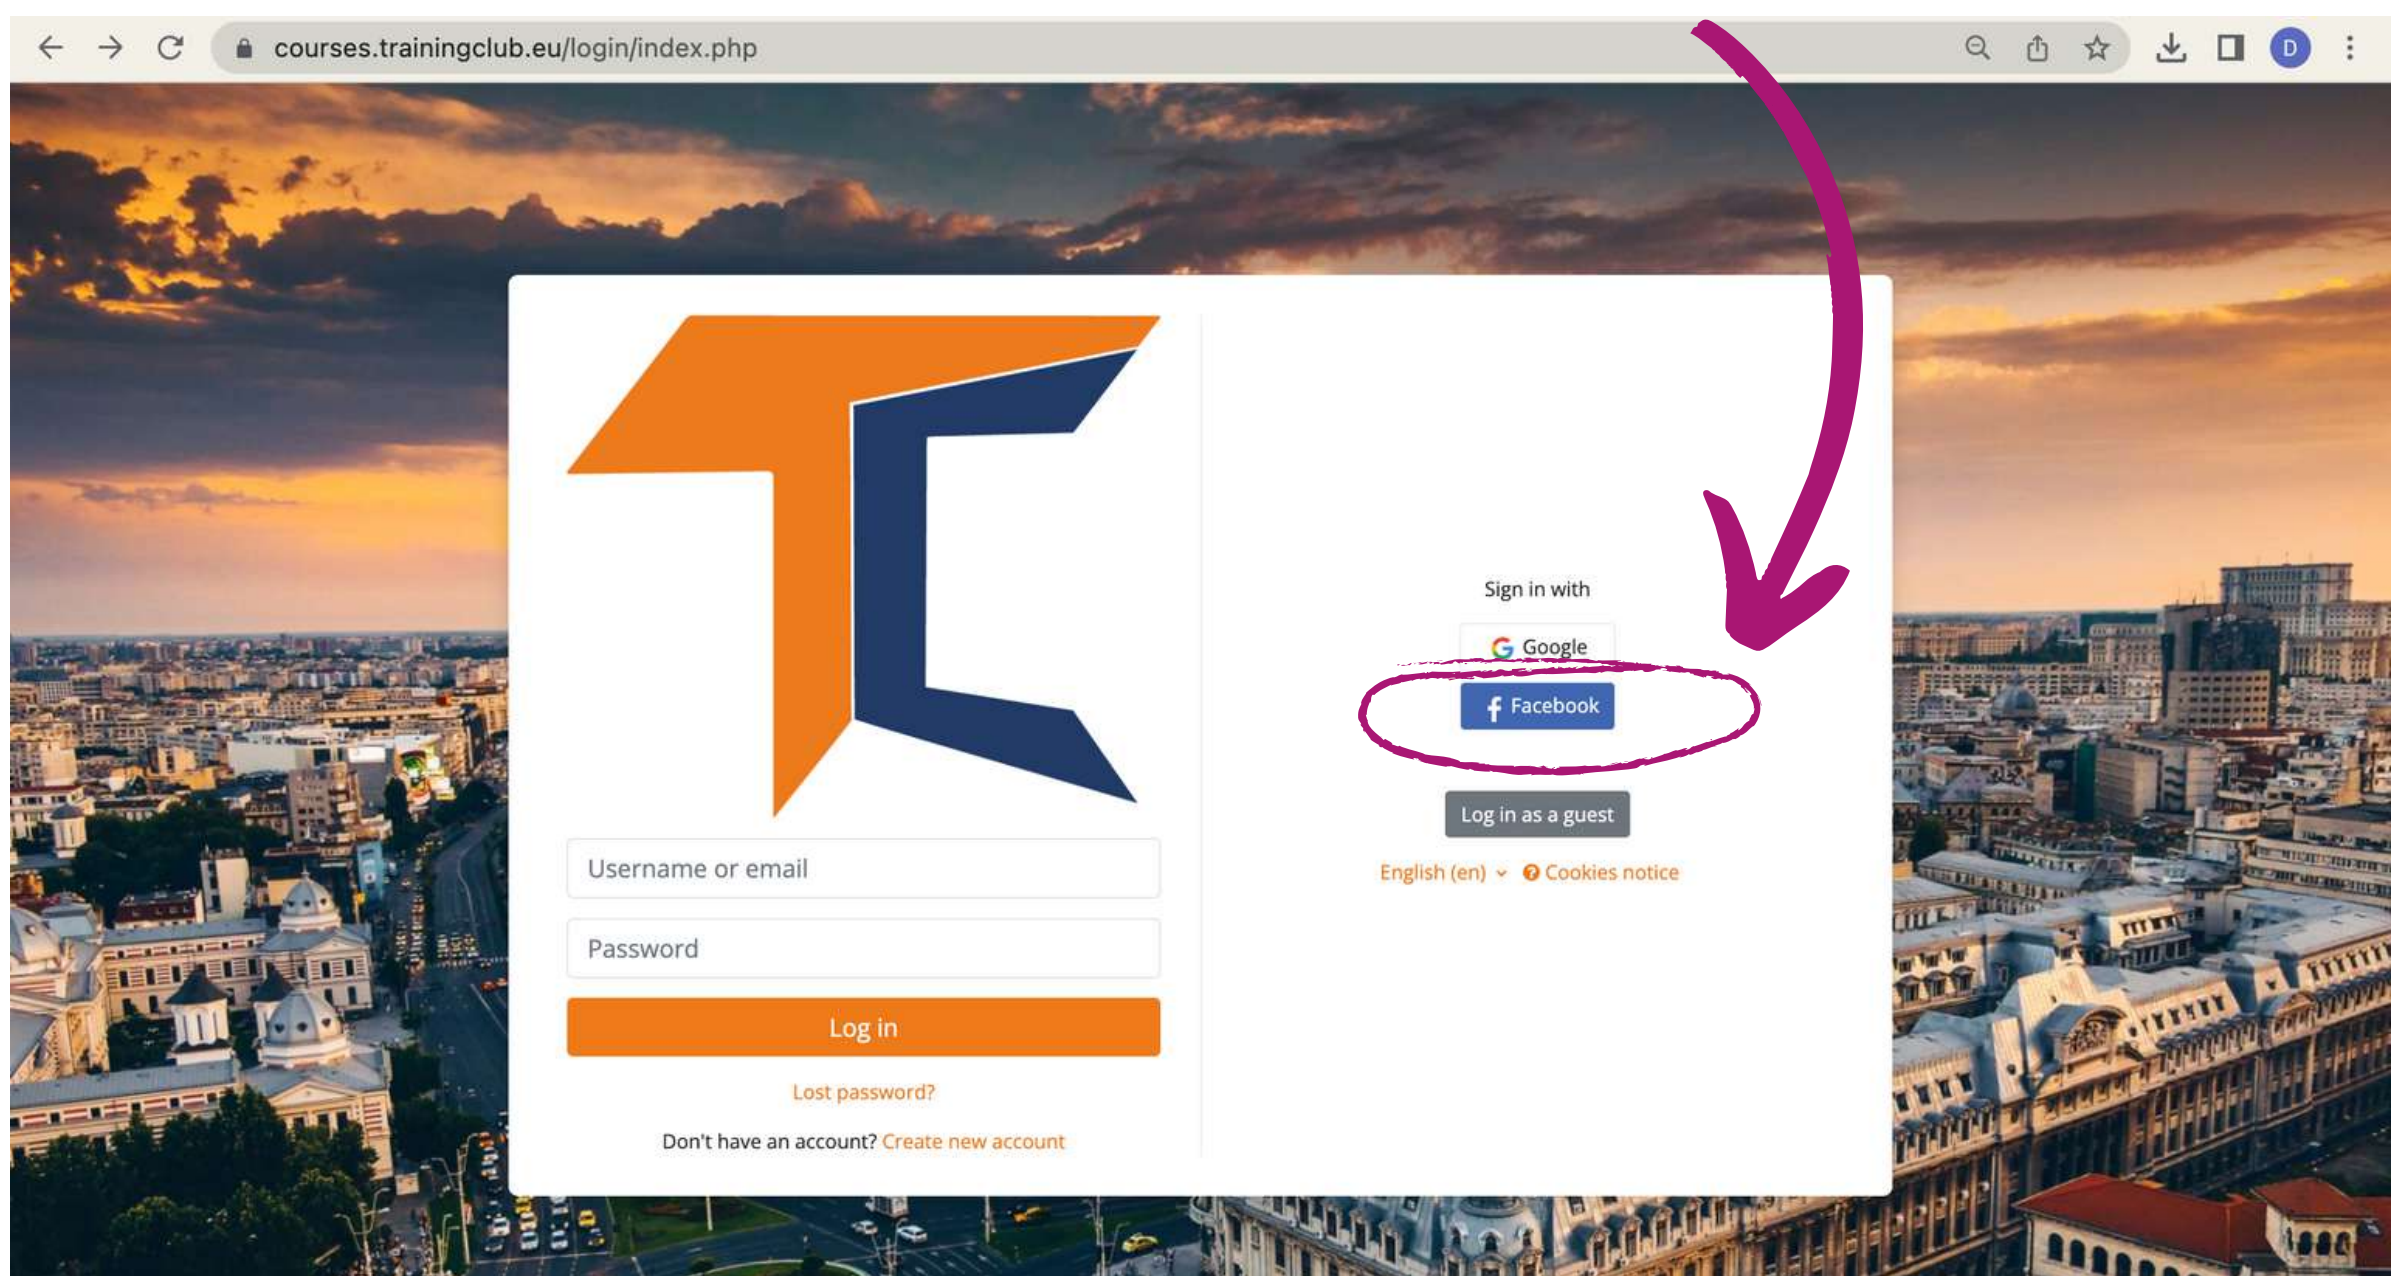 courses.trainingclub.eu/login/index.php
D
TC
Username or email
Password
Log in
Lost password?
Don't have an account? Create new account
Sign in with
Google
Facebook
Log in as a guest
English (en)
Cookies notice